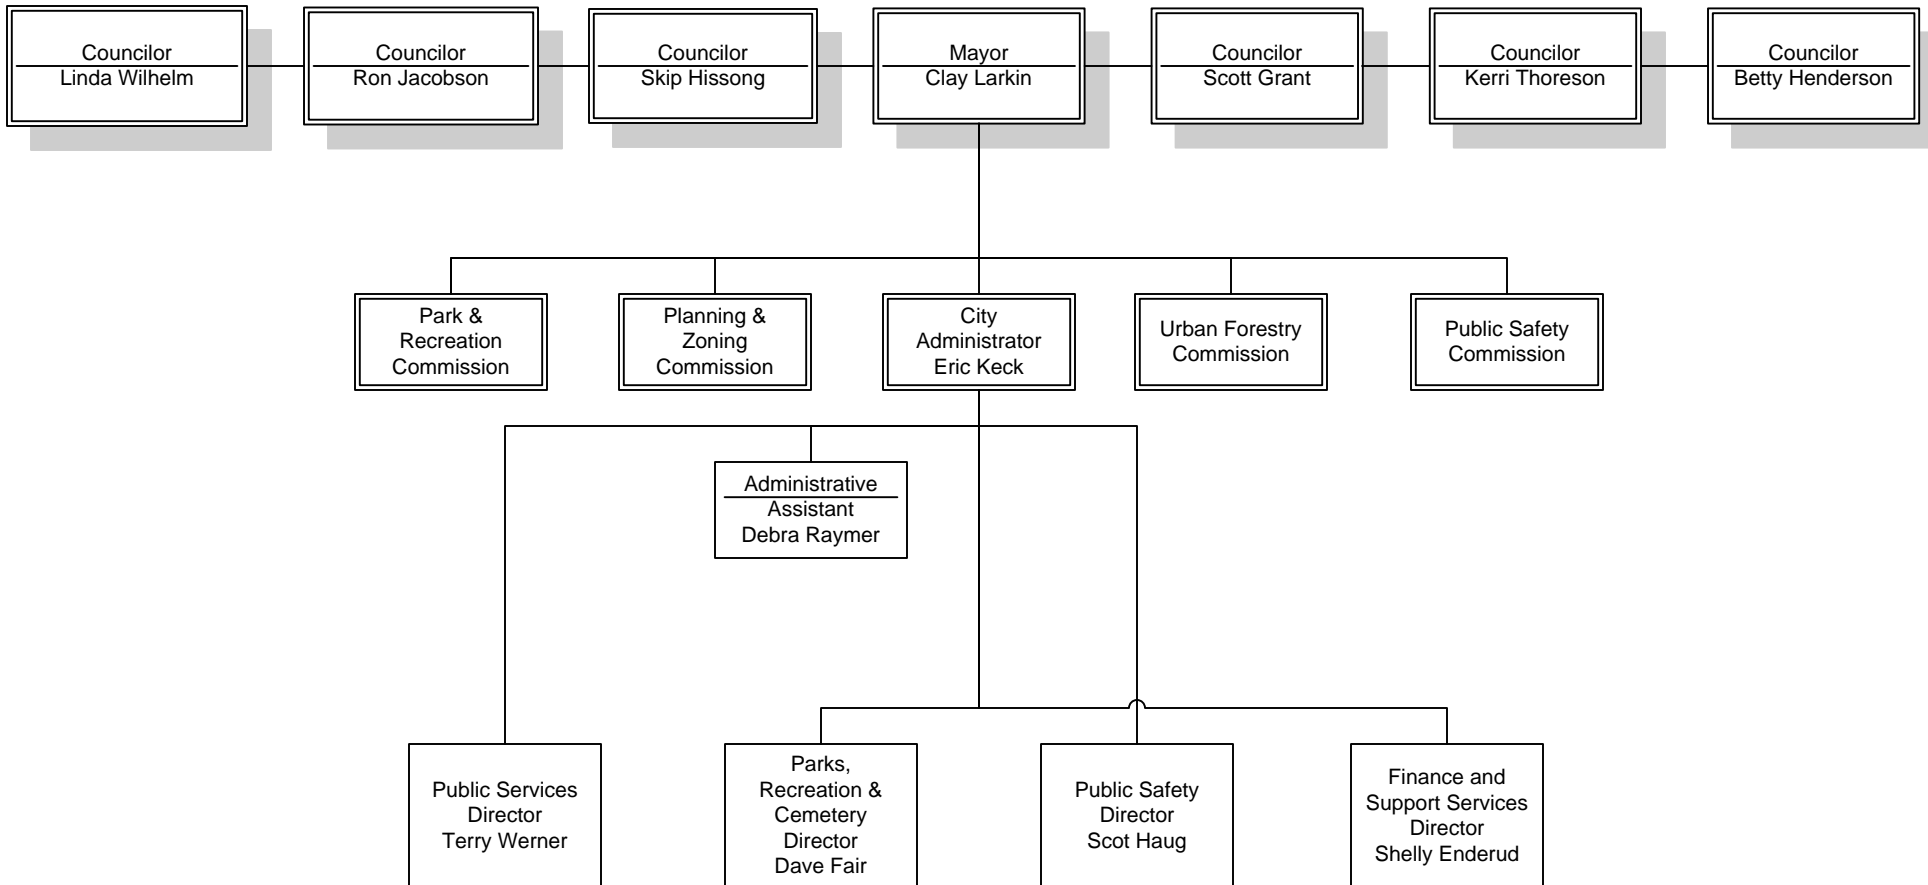 Councilor
Linda Wilhelm
Councilor
Ron Jacobson
Councilor
Skip Hissong
Mayor
Clay Larkin
Councilor
Scott Grant
Councilor
Kerri Thoreson
Councilor
Betty Henderson
Park &
Recreation
Commission
Planning &
Zoning
Commission
City
Administrator
Eric Keck
Urban Forestry
Commission
Public Safety
Commission
Administrative
Assistant
Debra Raymer
Public Services
Director
Terry Werner
Parks,
Recreation &
Cemetery
Director
Dave Fair
Public Safety
Director
Scot Haug
Finance and
Support Services
Director
Shelly Enderud